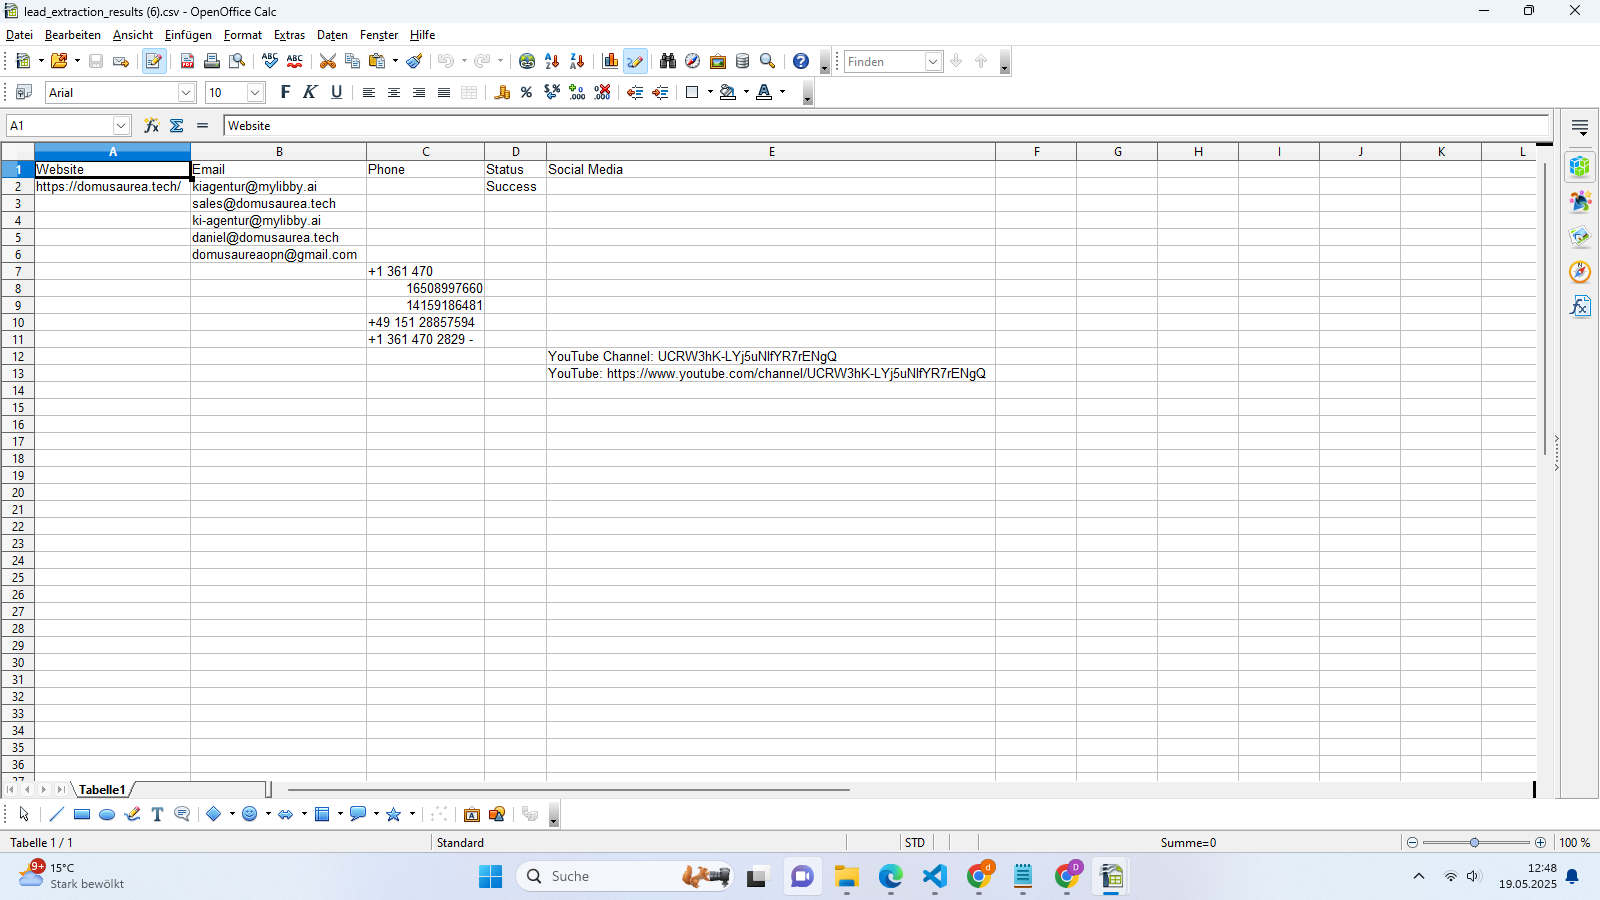 lead_extraction_results (6).csv - OpenOffice Calc
Datei Bearbeiten Ansicht Einfügen Format Extras Daten Fenster Hilfe
Finden
Arial 10 F K U
A1 Website
A B C D E F G H I J K L
1 Website Email Phone Status Social Media
2 https://domusaurea.tech/ kiagentur@mylibby.ai Success
3 sales@domusaurea.tech
4 ki-agentur@mylibby.ai
5 daniel@domusaurea.tech
6 domusaureaopn@gmail.com
7 +1 361 470
8 16508997660
9 14159186481
10 +49 151 28857594
11 +1 361 470 2829 -
12 YouTube Channel: UCRW3hK-LYj5uNlfYR7rENgQ
13 YouTube: https://www.youtube.com/channel/UCRW3hK-LYj5uNlfYR7rENgQ
14
15
16
17
18
19
20
21
22
23
24
25
26
27
28
29
30
31
32
33
34
35
36
37
Tabelle1
Tabelle 1 / 1 Standard STD Summe=0 100 %
9+ 15°C
Stark bewölkt
Suche
12:48
19.05.2025